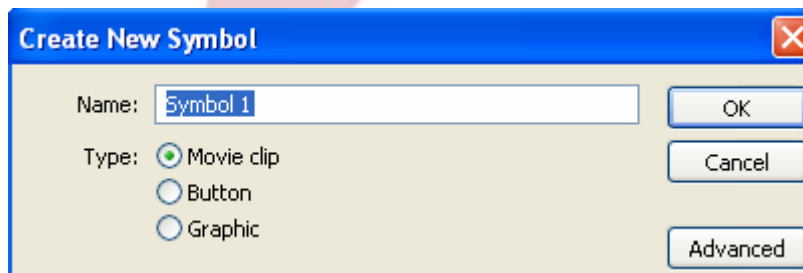 Create New Symbol
Name: Symbol 1
OK
Type: Movie clip
Cancel
Button
Graphic
Advanced